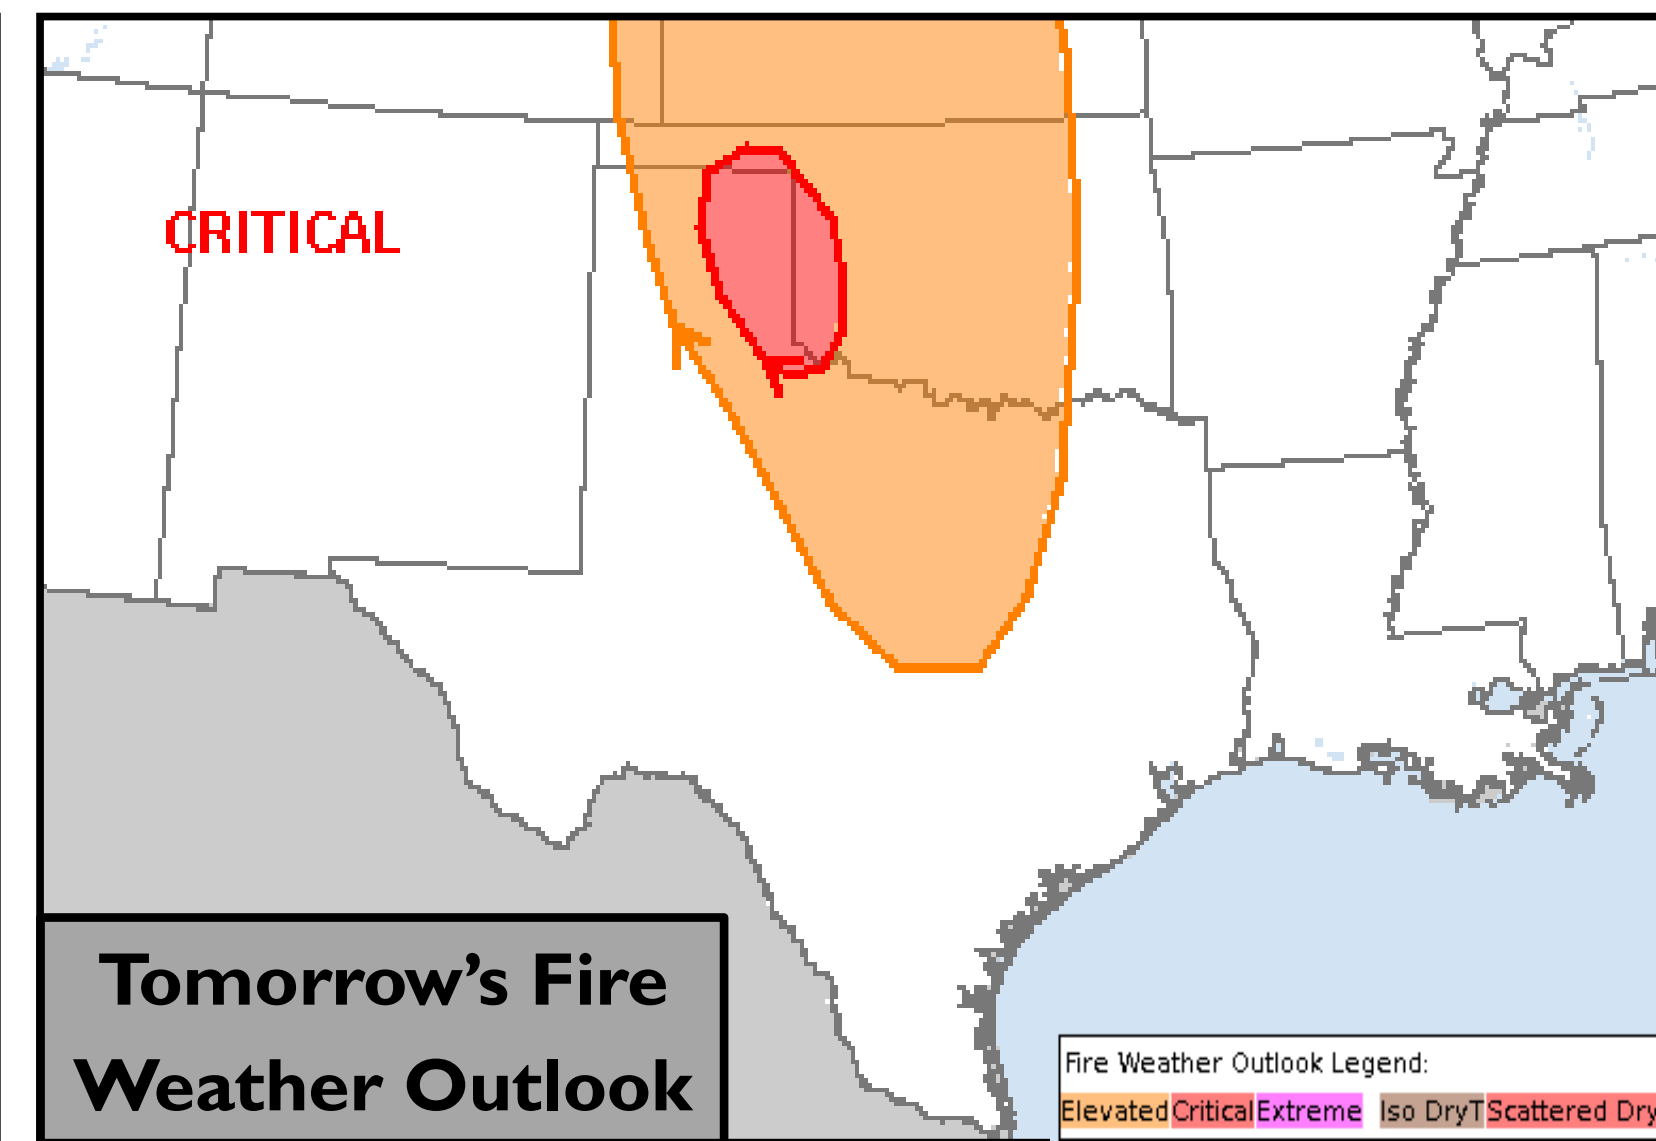 CRITICAL
Tomorrow's Fire
Weather Outlook
Fire Weather Outlook Legend:
Elevated Critical Extreme Iso DryT Scattered Dry